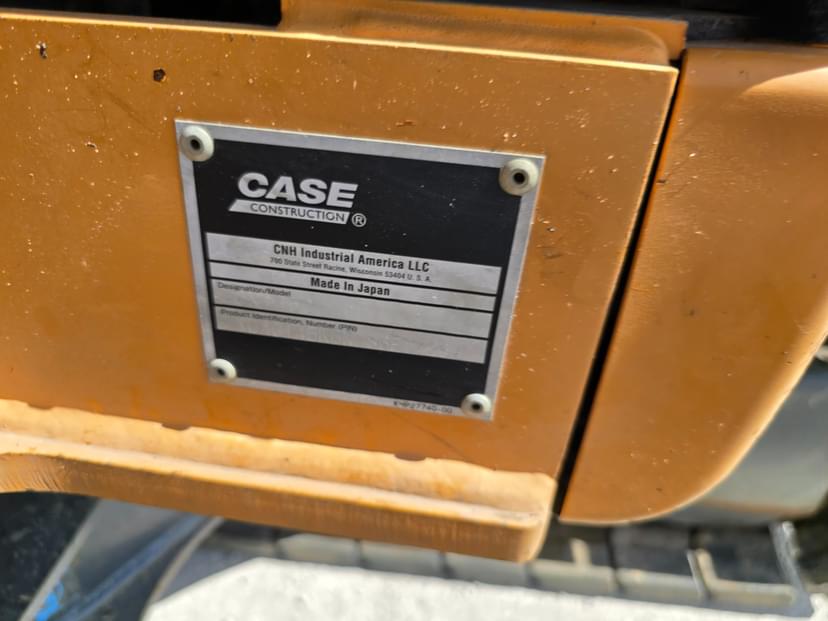 CASE
CONSTRUCTION ®
CNH Industrial America LLC
700 State Street Racine, Wisconsin 53404 U. S. A.
Made In Japan
Designation/Model
Product Identification, Number (PIN)